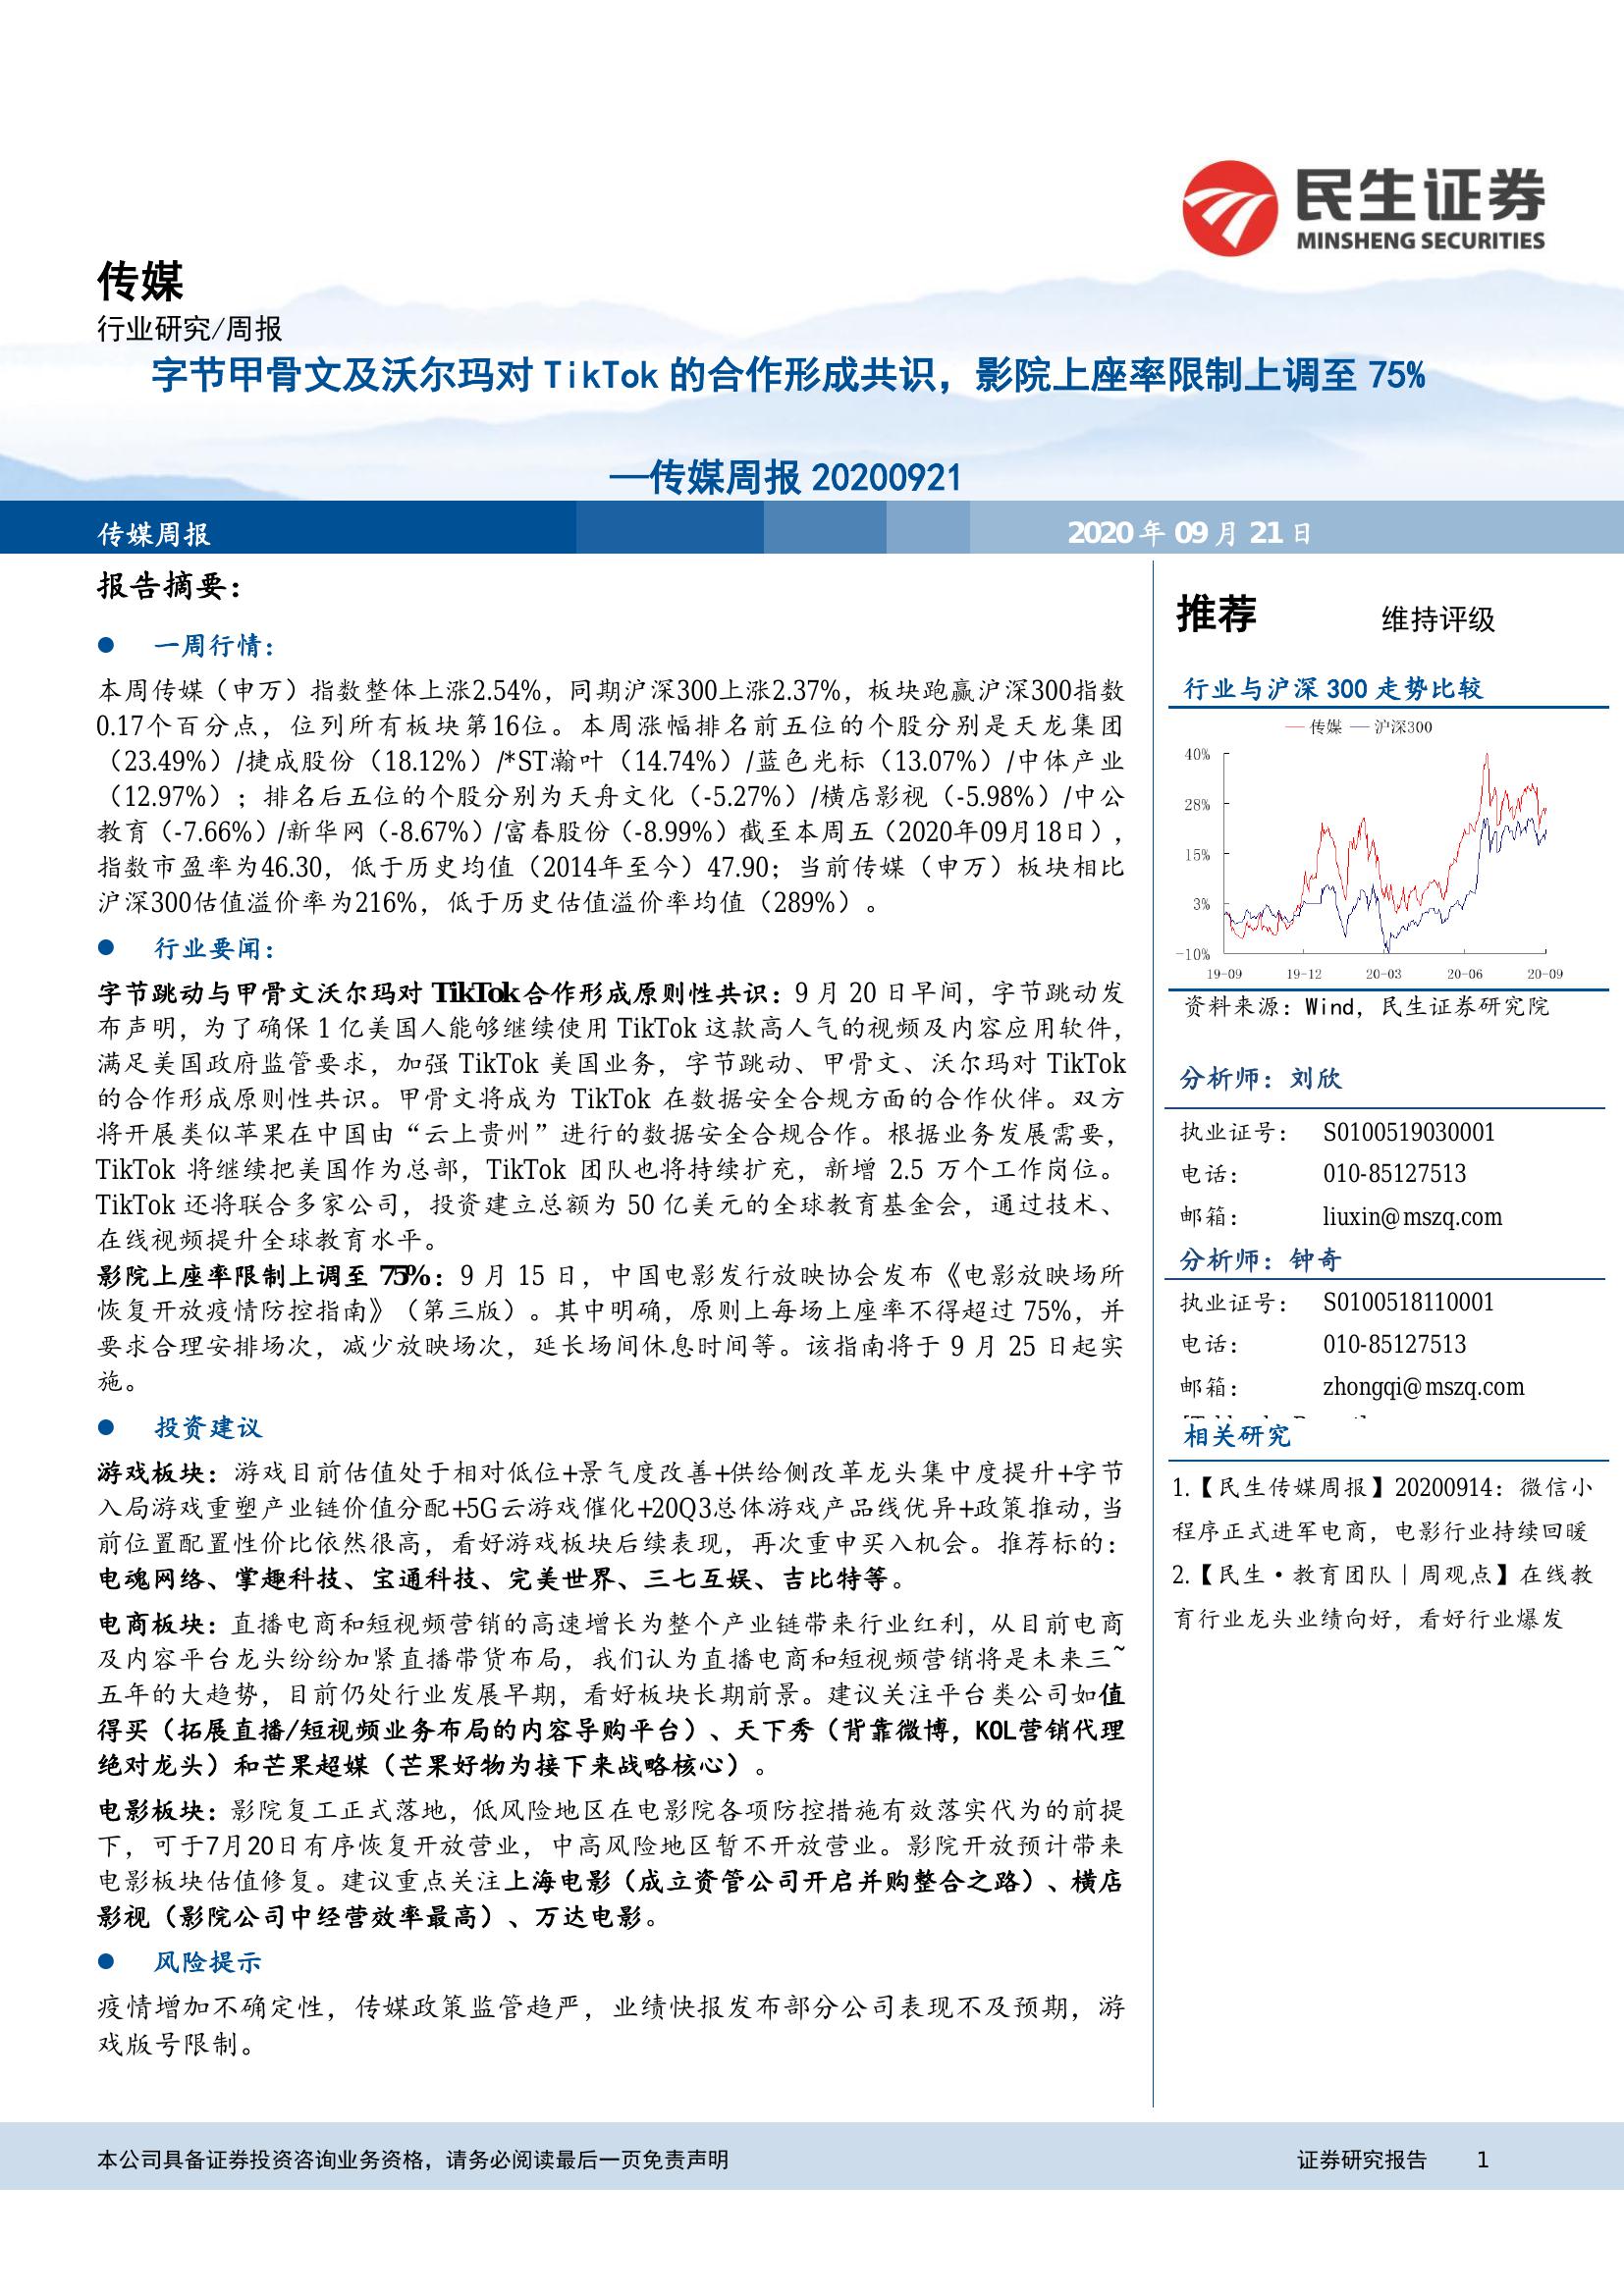 民生证券
MINSHENG SECURITIES
传媒
行业研究/周报
字节甲骨文及沃尔玛对 TikTok 的合作形成共识，影院上座率限制上调至 75%
—传媒周报 20200921
传媒周报
2020 年 09 月 21 日
报告摘要：
● 一周行情：
本周传媒（申万）指数整体上涨2.54%，同期沪深300上涨2.37%，板块跑赢沪深300指数
0.17个百分点，位列所有板块第16位。本周涨幅排名前五位的个股分别是天龙集团
（23.49%）/捷成股份（18.12%）/*ST瀚叶（14.74%）/蓝色光标（13.07%）/中体产业
（12.97%）；排名后五位的个股分别为天舟文化（-5.27%）/横店影视（-5.98%）/中公
教育（-7.66%）/新华网（-8.67%）/富春股份（-8.99%）截至本周五（2020年09月18日），
指数市盈率为46.30，低于历史均值（2014年至今）47.90；当前传媒（申万）板块相比
沪深300估值溢价率为216%，低于历史估值溢价率均值（289%）。
● 行业要闻：
字节跳动与甲骨文沃尔玛对 TikTok 合作形成原则性共识：9 月 20 日早间，字节跳动发
布声明，为了确保 1 亿美国人能够继续使用 TikTok 这款高人气的视频及内容应用软件，
满足美国政府监管要求，加强 TikTok 美国业务，字节跳动、甲骨文、沃尔玛对 TikTok
的合作形成原则性共识。甲骨文将成为 TikTok 在数据安全合规方面的合作伙伴。双方
将开展类似苹果在中国由“云上贵州”进行的数据安全合规合作。根据业务发展需要，
TikTok 将继续把美国作为总部，TikTok 团队也将持续扩充，新增 2.5 万个工作岗位。
TikTok 还将联合多家公司，投资建立总额为 50 亿美元的全球教育基金会，通过技术、
在线视频提升全球教育水平。
影院上座率限制上调至 75%：9 月 15 日，中国电影发行放映协会发布《电影放映场所
恢复开放疫情防控指南》（第三版）。其中明确，原则上每场上座率不得超过 75%，并
要求合理安排场次，减少放映场次，延长场间休息时间等。该指南将于 9 月 25 日起实
施。
● 投资建议
游戏板块：游戏目前估值处于相对低位+景气度改善+供给侧改革龙头集中度提升+字节
入局游戏重塑产业链价值分配+5G云游戏催化+20Q3总体游戏产品线优异+政策推动，当
前位置配置性价比依然很高，看好游戏板块后续表现，再次重申买入机会。推荐标的：
电魂网络、掌趣科技、宝通科技、完美世界、三七互娱、吉比特等。
电商板块：直播电商和短视频营销的高速增长为整个产业链带来行业红利，从目前电商
及内容平台龙头纷纷加紧直播带货布局，我们认为直播电商和短视频营销将是未来三~
五年的大趋势，目前仍处行业发展早期，看好板块长期前景。建议关注平台类公司如值
得买（拓展直播/短视频业务布局的内容导购平台）、天下秀（背靠微博，KOL营销代理
绝对龙头）和芒果超媒（芒果好物为接下来战略核心）。
电影板块：影院复工正式落地，低风险地区在电影院各项防控措施有效落实代为的前提
下，可于7月20日有序恢复开放营业，中高风险地区暂不开放营业。影院开放预计带来
电影板块估值修复。建议重点关注上海电影（成立资管公司开启并购整合之路）、横店
影视（影院公司中经营效率最高）、万达电影。
● 风险提示
疫情增加不确定性，传媒政策监管趋严，业绩快报发布部分公司表现不及预期，游
戏版号限制。
推荐 维持评级
行业与沪深 300 走势比较
传媒 沪深300
40%
28%
15%
3%
-10%
19-09 19-12 20-03 20-06 20-09
资料来源：Wind，民生证券研究院
分析师：刘欣
执业证号： S0100519030001
电话： 010-85127513
邮箱： liuxin@mszq.com
分析师：钟奇
执业证号： S0100518110001
电话： 010-85127513
邮箱： zhongqi@mszq.com
相关研究
1.【民生传媒周报】20200914：微信小
程序正式进军电商，电影行业持续回暖
2.【民生·教育团队｜周观点】在线教
育行业龙头业绩向好，看好行业爆发
本公司具备证券投资咨询业务资格，请务必阅读最后一页免责声明
证券研究报告 1